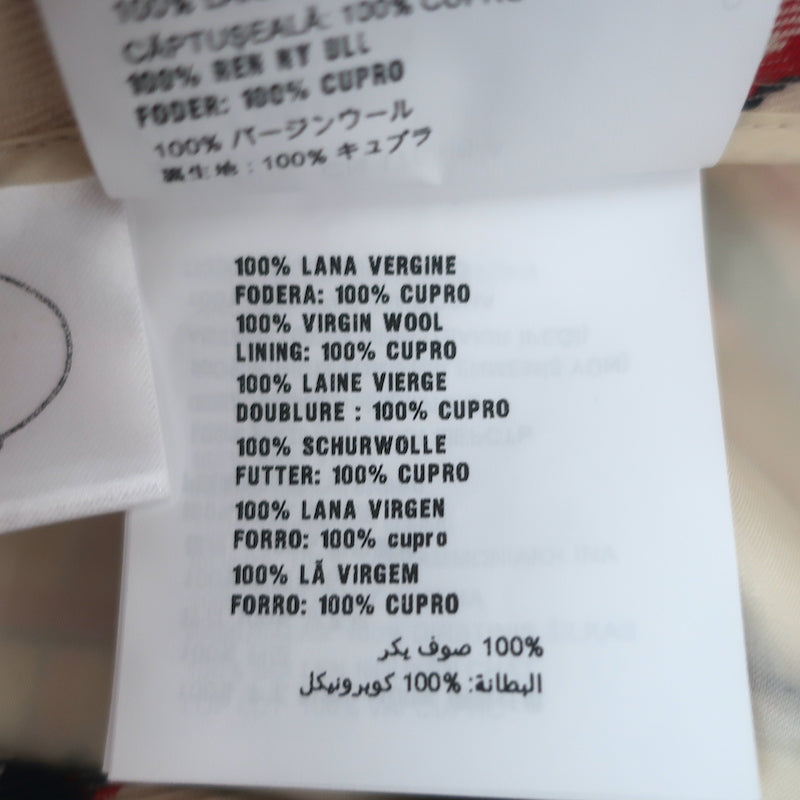 100%
CĂPTUŞEALĂ: 100% CUPRO
100% REN NY ULL
FODER: 100% CUPRO
100% バージンウール
裏生地 : 100% キュプラ
100% LANA VERGINE
FODERA: 100% CUPRO
100% VIRGIN WOOL
LINING: 100% CUPRO
100% LAINE VIERGE
DOUBLURE : 100% CUPRO
100% SCHURWOLLE
FUTTER: 100% CUPRO
100% LANA VIRGEN
FORRO: 100% cupro
100% LÃ VIRGEM
FORRO: 100% CUPRO
100% صوف يكر
البطانة: 100% كوبرونيكل